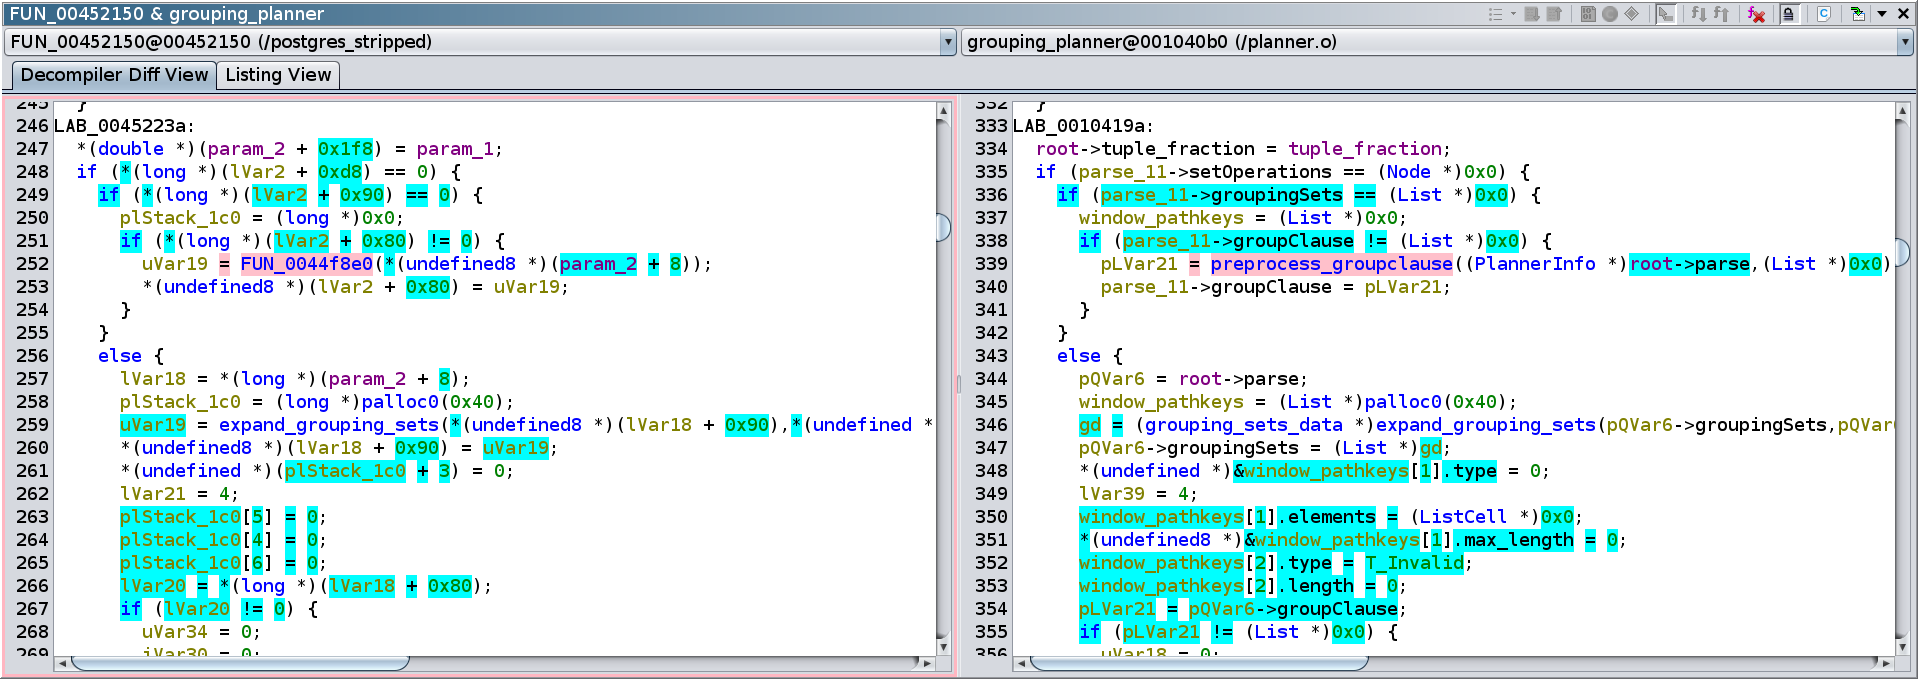 FUN_00452150 & grouping_planner
FUN_00452150@00452150 (/postgres_stripped)
grouping_planner@001040b0 (/planner.o)
Decompiler Diff View
Listing View
245 }
246 LAB_0045223a:
247 *(double *)(param_2 + 0x1f8) = param_1;
248 if (*(long *)(lVar2 + 0xd8) == 0) {
249 if (*(long *)(lVar2 + 0x90) == 0) {
250 plStack_1c0 = (long *)0x0;
251 if (*(long *)(lVar2 + 0x80) != 0) {
252 uVar19 = FUN_0044f8e0(*(undefined8 *)(param_2 + 8));
253 *(undefined8 *)(lVar2 + 0x80) = uVar19;
254 }
255 }
256 else {
257 lVar18 = *(long *)(param_2 + 8);
258 plStack_1c0 = (long *)palloc0(0x40);
259 uVar19 = expand_grouping_sets(*(undefined8 *)(lVar18 + 0x90),*(undefined *
260 *(undefined8 *)(lVar18 + 0x90) = uVar19;
261 *(undefined *)(plStack_1c0 + 3) = 0;
262 lVar21 = 4;
263 plStack_1c0[5] = 0;
264 plStack_1c0[4] = 0;
265 plStack_1c0[6] = 0;
266 lVar20 = *(long *)(lVar18 + 0x80);
267 if (lVar20 != 0) {
268 uVar34 = 0;
269 iVar30 = 0;
332 }
333 LAB_0010419a:
334 root->tuple_fraction = tuple_fraction;
335 if (parse_11->setOperations == (Node *)0x0) {
336 if (parse_11->groupingSets == (List *)0x0) {
337 window_pathkeys = (List *)0x0;
338 if (parse_11->groupClause != (List *)0x0) {
339 pLVar21 = preprocess_groupclause((PlannerInfo *)root->parse,(List *)0x0)
340 parse_11->groupClause = pLVar21;
341 }
342 }
343 else {
344 pQVar6 = root->parse;
345 window_pathkeys = (List *)palloc0(0x40);
346 gd = (grouping_sets_data *)expand_grouping_sets(pQVar6->groupingSets,pQVar6
347 pQVar6->groupingSets = (List *)gd;
348 *(undefined *)&window_pathkeys[1].type = 0;
349 lVar39 = 4;
350 window_pathkeys[1].elements = (ListCell *)0x0;
351 *(undefined8 *)&window_pathkeys[1].max_length = 0;
352 window_pathkeys[2].type = T_Invalid;
353 window_pathkeys[2].length = 0;
354 pLVar21 = pQVar6->groupClause;
355 if (pLVar21 != (List *)0x0) {
356 uVar18 = 0;